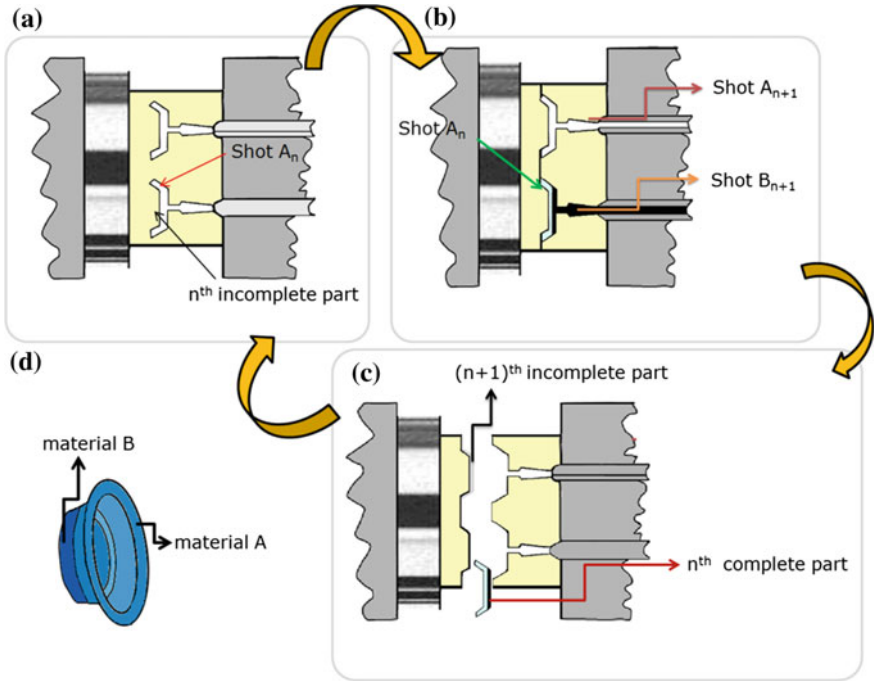 (a)
Shot Aₙ
nᵗʰ incomplete part
(b)
Shot Aₙ₊₁
Shot Aₙ
Shot Bₙ₊₁
(c)
(n+1)ᵗʰ incomplete part
nᵗʰ complete part
(d)
material B
material A